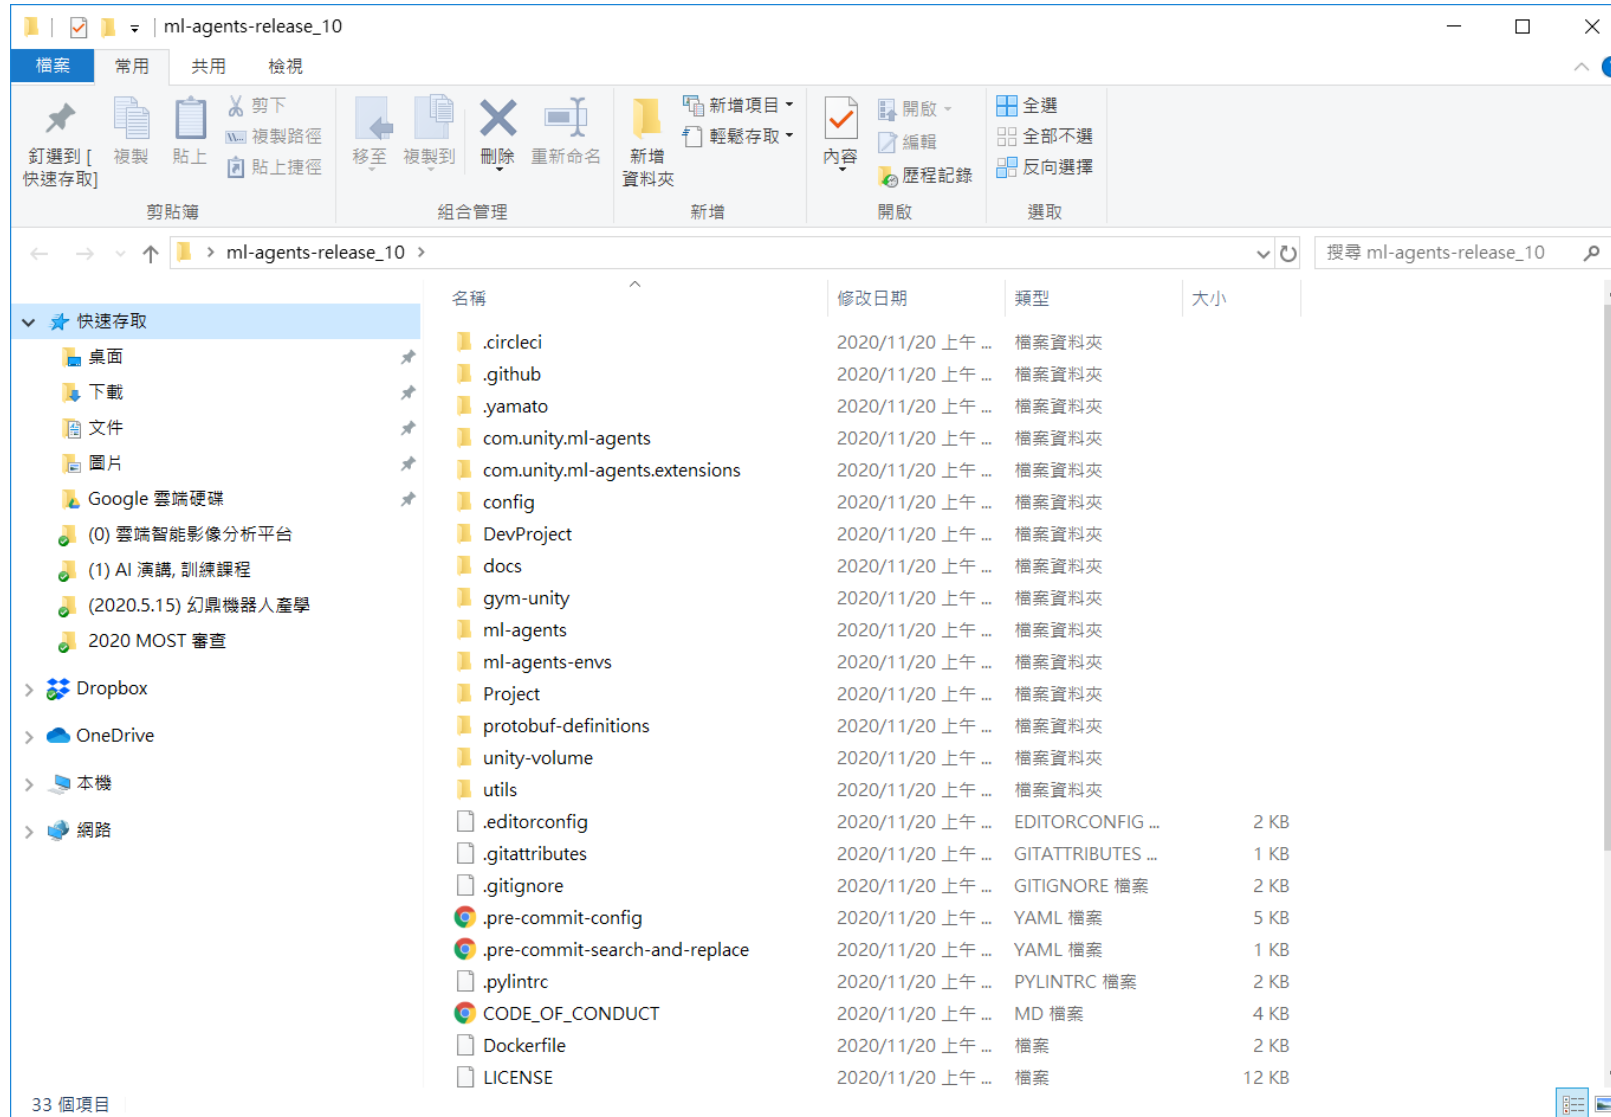 ml-agents-release_10
檔案 常用 共用 檢視
釘選到 [
快速存取]
複製
貼上
剪下
複製路徑
貼上捷徑
剪貼簿
移至
複製到
刪除
重新命名
組合管理
新增
資料夾
新增項目
輕鬆存取
新增
內容
開啟
編輯
歷程記錄
開啟
全選
全部不選
反向選擇
選取
ml-agents-release_10
搜尋 ml-agents-release_10
快速存取
桌面
下載
文件
圖片
Google 雲端硬碟
(0) 雲端智能影像分析平台
(1) AI 演講, 訓練課程
(2020.5.15) 幻鼎機器人產學
2020 MOST 審查
Dropbox
OneDrive
本機
網路
名稱 修改日期 類型 大小
.circleci 2020/11/20 上午 ... 檔案資料夾
.github 2020/11/20 上午 ... 檔案資料夾
.yamato 2020/11/20 上午 ... 檔案資料夾
com.unity.ml-agents 2020/11/20 上午 ... 檔案資料夾
com.unity.ml-agents.extensions 2020/11/20 上午 ... 檔案資料夾
config 2020/11/20 上午 ... 檔案資料夾
DevProject 2020/11/20 上午 ... 檔案資料夾
docs 2020/11/20 上午 ... 檔案資料夾
gym-unity 2020/11/20 上午 ... 檔案資料夾
ml-agents 2020/11/20 上午 ... 檔案資料夾
ml-agents-envs 2020/11/20 上午 ... 檔案資料夾
Project 2020/11/20 上午 ... 檔案資料夾
protobuf-definitions 2020/11/20 上午 ... 檔案資料夾
unity-volume 2020/11/20 上午 ... 檔案資料夾
utils 2020/11/20 上午 ... 檔案資料夾
.editorconfig 2020/11/20 上午 ... EDITORCONFIG ... 2 KB
.gitattributes 2020/11/20 上午 ... GITATTRIBUTES ... 1 KB
.gitignore 2020/11/20 上午 ... GITIGNORE 檔案 2 KB
.pre-commit-config 2020/11/20 上午 ... YAML 檔案 5 KB
.pre-commit-search-and-replace 2020/11/20 上午 ... YAML 檔案 1 KB
.pylintrc 2020/11/20 上午 ... PYLINTRC 檔案 2 KB
CODE_OF_CONDUCT 2020/11/20 上午 ... MD 檔案 4 KB
Dockerfile 2020/11/20 上午 ... 檔案 2 KB
LICENSE 2020/11/20 上午 ... 檔案 12 KB
33 個項目